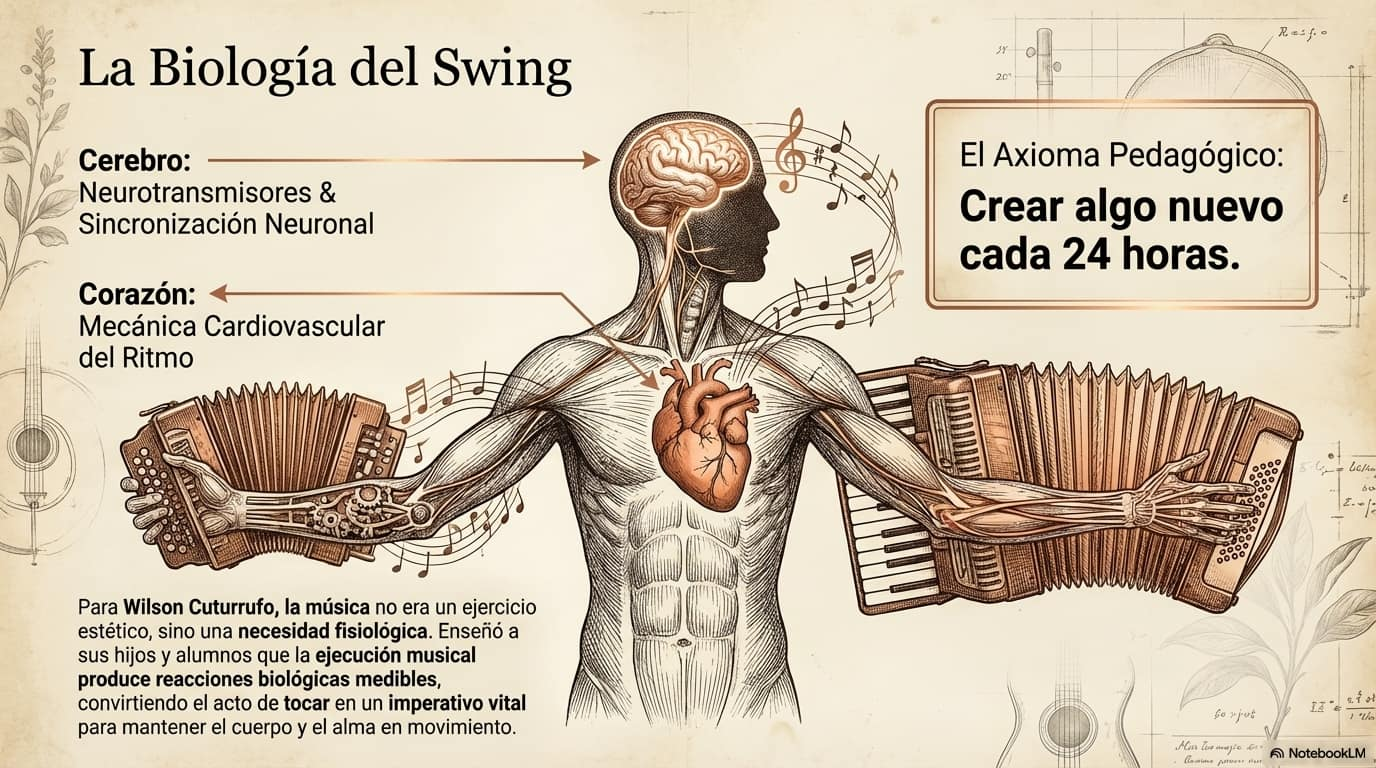 La Biología del Swing
Cerebro:
Neurotransmisores &
Sincronización Neuronal
Corazón:
Mecánica Cardiovascular
del Ritmo
El Axioma Pedagógico:
Crear algo nuevo
cada 24 horas.
Para Wilson Cuturrufo, la música no era un ejercicio
estético, sino una necesidad fisiológica. Enseñó a
sus hijos y alumnos que la ejecución musical
produce reacciones biológicas medibles,
convirtiendo el acto de tocar en un imperativo vital
para mantener el cuerpo y el alma en movimiento.
NotebookLM